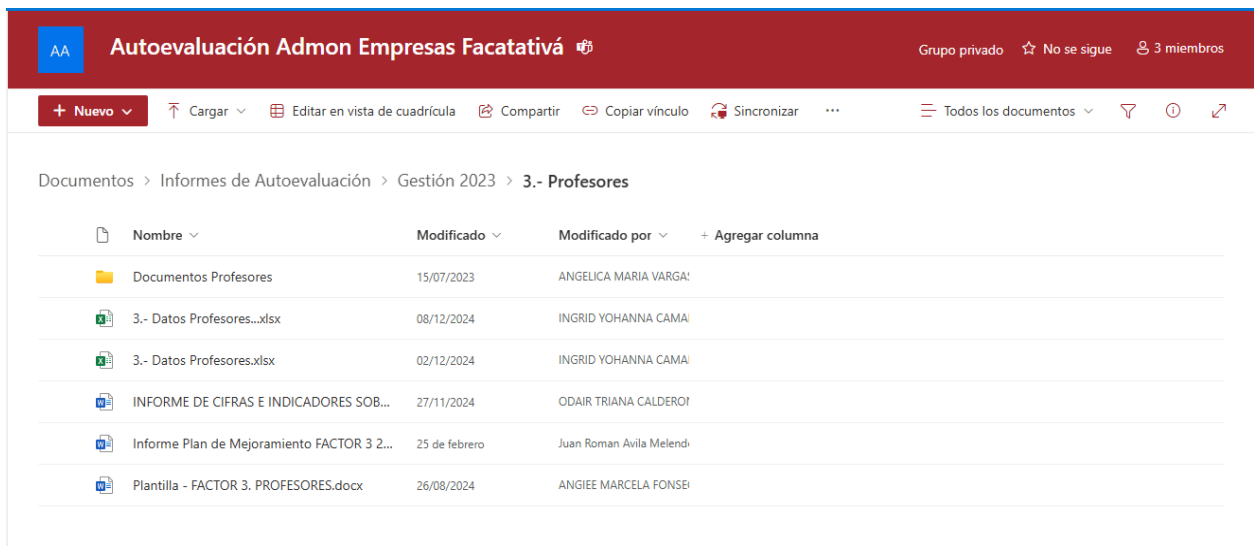 AA Autoevaluación Admon Empresas Facatativá Grupo privado No se sigue 3 miembros
+ Nuevo Cargar Editar en vista de cuadrícula Compartir Copiar vínculo Sincronizar ... Todos los documentos
Documentos > Informes de Autoevaluación > Gestión 2023 > 3.- Profesores
Nombre Modificado Modificado por + Agregar columna
Documentos Profesores 15/07/2023 ANGELICA MARIA VARGAS
3.- Datos Profesores...xlsx 08/12/2024 INGRID YOHANNA CAMA
3.- Datos Profesores.xlsx 02/12/2024 INGRID YOHANNA CAMA
INFORME DE CIFRAS E INDICADORES SOB... 27/11/2024 ODAIR TRIANA CALDERON
Informe Plan de Mejoramiento FACTOR 3 2... 25 de febrero Juan Roman Avila Melend
Plantilla - FACTOR 3. PROFESORES.docx 26/08/2024 ANGIEE MARCELA FONSE